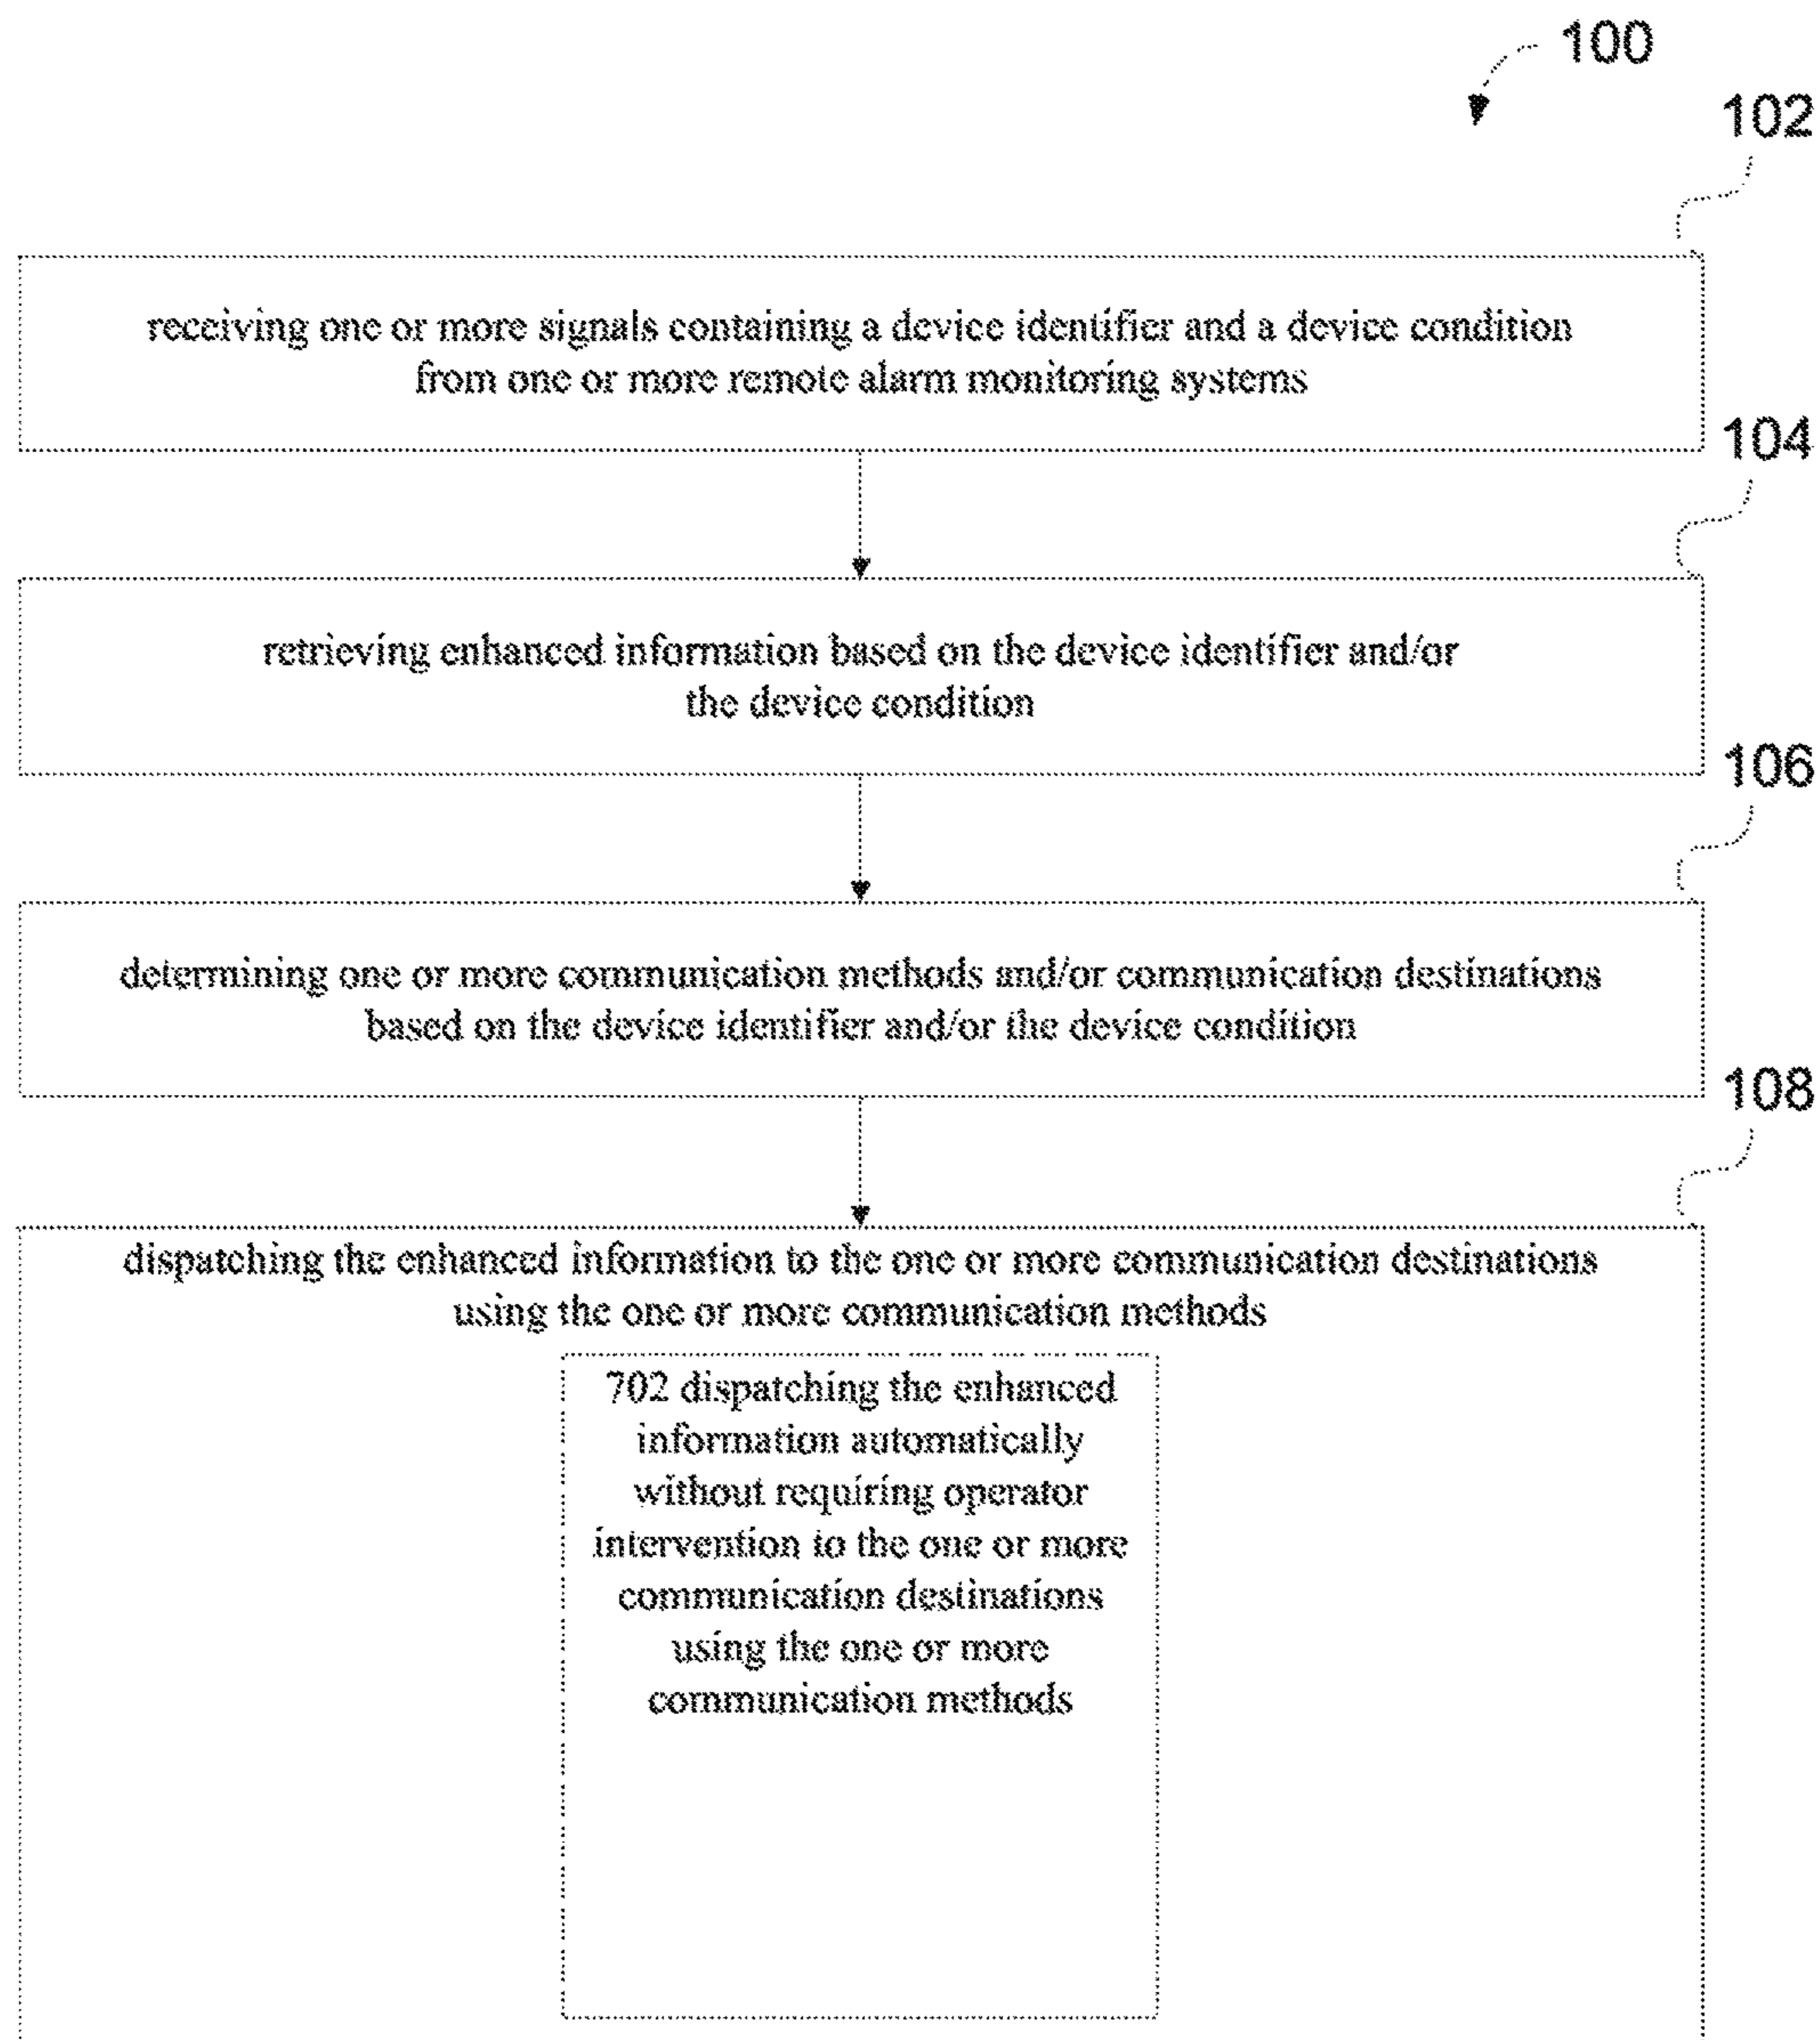 100
102
receiving one or more signals containing a device identifier and a device condition
from one or more remote alarm monitoring systems
104
retrieving enhanced information based on the device identifier and/or
the device condition
106
determining one or more communication methods and/or communication destinations
based on the device identifier and/or the device condition
108
dispatching the enhanced information to the one or more communication destinations
using the one or more communication methods
702 dispatching the enhanced
information automatically
without requiring operator
intervention to the one or more
communication destinations
using the one or more
communication methods